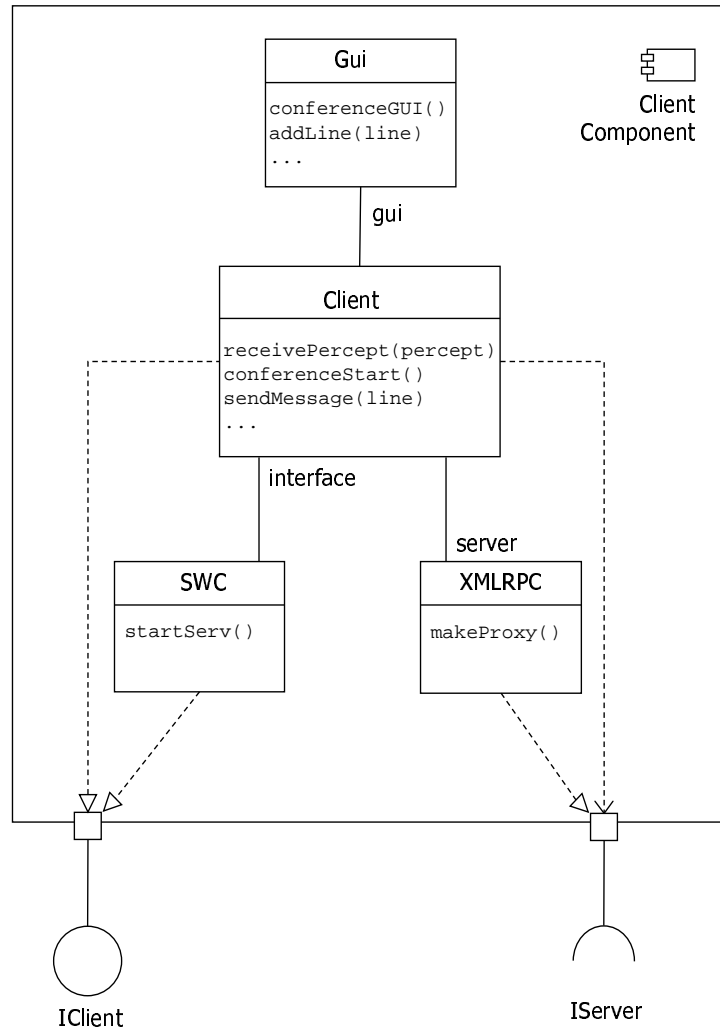 Gui
conferenceGUI()
addLine(line)
...
Client
Component
gui
Client
receivePercept(percept)
conferenceStart()
sendMessage(line)
...
interface
server
SWC
startServ()
XMLRPC
makeProxy()
IClient
IServer